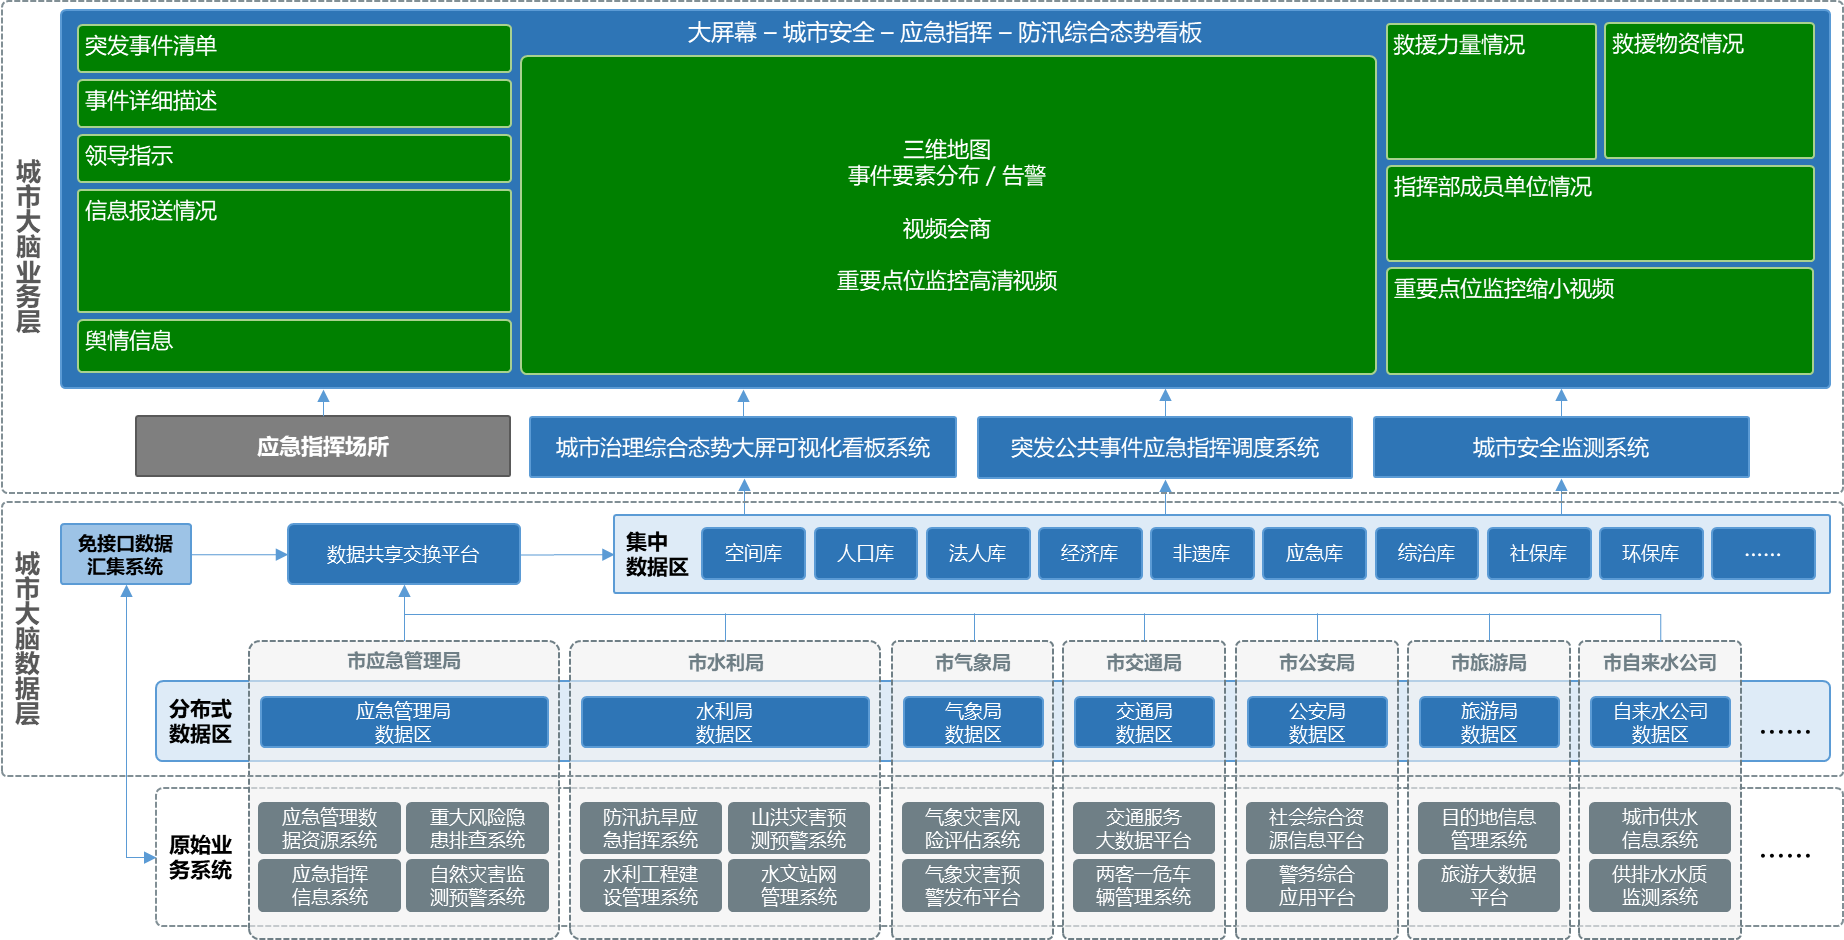 城市大脑业务层
大屏幕 – 城市安全 – 应急指挥 – 防汛综合态势看板
突发事件清单
事件详细描述
领导指示
信息报送情况
舆情信息
三维地图
事件要素分布 / 告警
视频会商
重要点位监控高清视频
救援力量情况
救援物资情况
指挥部成员单位情况
重要点位监控缩小视频
应急指挥场所
城市治理综合态势大屏可视化看板系统
突发公共事件应急指挥调度系统
城市安全监测系统
城市大脑数据层
免接口数据
汇集系统
数据共享交换平台
集中
数据区
空间库
人口库
法人库
经济库
非遗库
应急库
综治库
社保库
环保库
……
市应急管理局
市水利局
市气象局
市交通局
市公安局
市旅游局
市自来水公司
分布式
数据区
应急管理局
数据区
水利局
数据区
气象局
数据区
交通局
数据区
公安局
数据区
旅游局
数据区
自来水公司
数据区
……
原始业
务系统
应急管理数
据资源系统
重大风险隐
患排查系统
防汛抗旱应
急指挥系统
山洪灾害预
测预警系统
气象灾害风
险评估系统
交通服务
大数据平台
社会综合资
源信息平台
目的地信息
管理系统
城市供水
信息系统
……
应急指挥
信息系统
自然灾害监
测预警系统
水利工程建
设管理系统
水文站网
管理系统
气象灾害预
警发布平台
两客一危车
辆管理系统
警务综合
应用平台
旅游大数据
平台
供排水水质
监测系统